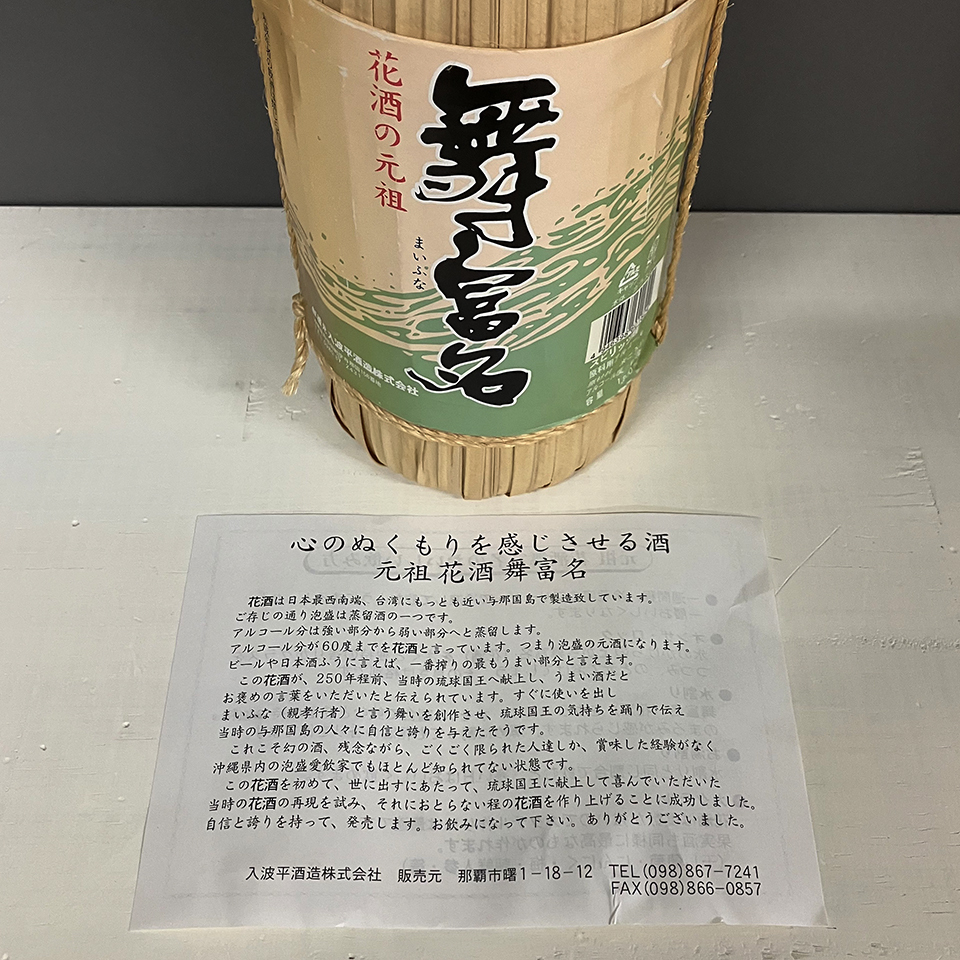 花酒の元祖
舞富名
まいふな
入波平酒造株式会社
スピリッツ
原料用
容量
心のぬくもりを感じさせる酒
元祖 花酒 舞富名
花酒は日本最西南端、台湾にもっとも近い与那国島で製造致しています。
ご存じの通り泡盛は蒸留酒の一つです。
アルコール分は強い部分から弱い部分へと蒸留します。
アルコール分が60度までを花酒と言っています。つまり泡盛の元酒になります。
ビールや日本酒ふうに言えば、一番搾りの最もうまい部分と言えます。
この花酒が、250年程前、当時の琉球国王へ献上し、うまい酒だと
お褒めの言葉をいただいたと伝えられています。すぐに使いを出し
まいふな（親孝行者）と言う舞いを創作させ、琉球国王の気持ちを踊りで伝え
当時の与那国島の人々に自信と誇りを与えたそうです。
これこそ幻の酒、残念ながら、ごくごく限られた人達しか、賞味した経験がなく
沖縄県内の泡盛愛飲家でもほとんど知られてない状態です。
この花酒を初めて、世に出すにあたって、琉球国王に献上して喜んでいただいた
当時の花酒の再現を試み、それにおとらない程の花酒を作り上げることに成功しました。
自信と誇りを持って、発売します。お飲みになって下さい。ありがとうございました。
入波平酒造株式会社 販売元 那覇市曙1-18-12 TEL(098)867-7241
FAX(098)866-0857